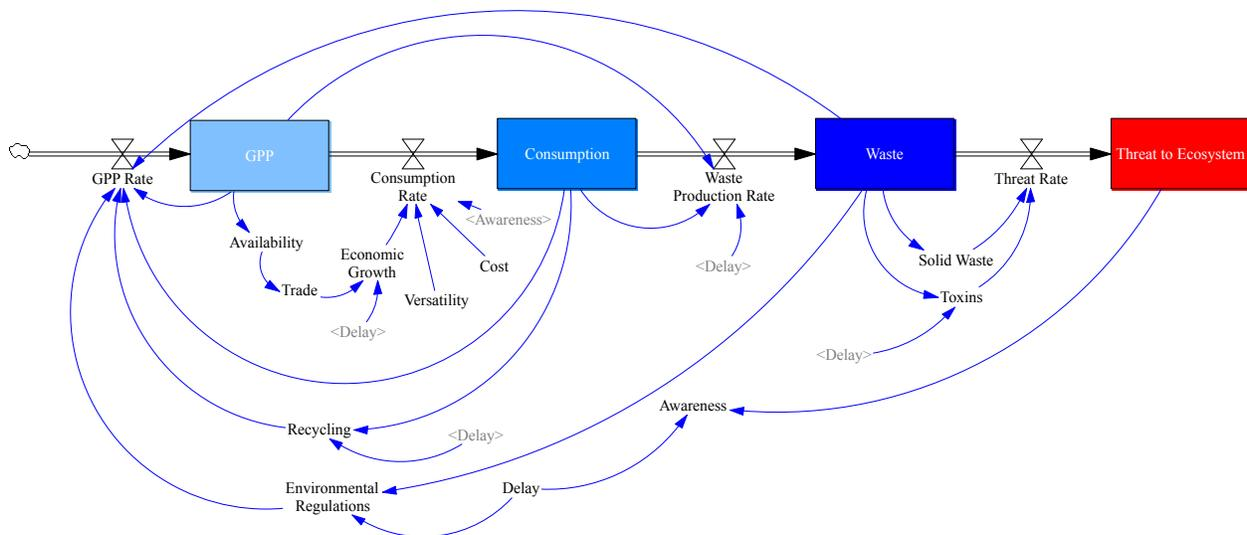 GPP
Consumption
Waste
Threat to Ecosystem
GPP Rate
Consumption
Rate
Waste
Production Rate
Threat Rate
<Awareness>
Availability
Economic
Growth
Cost
<Delay>
Solid Waste
Trade
Versatility
Toxins
<Delay>
<Delay>
Awareness
Recycling
<Delay>
Environmental
Regulations
Delay